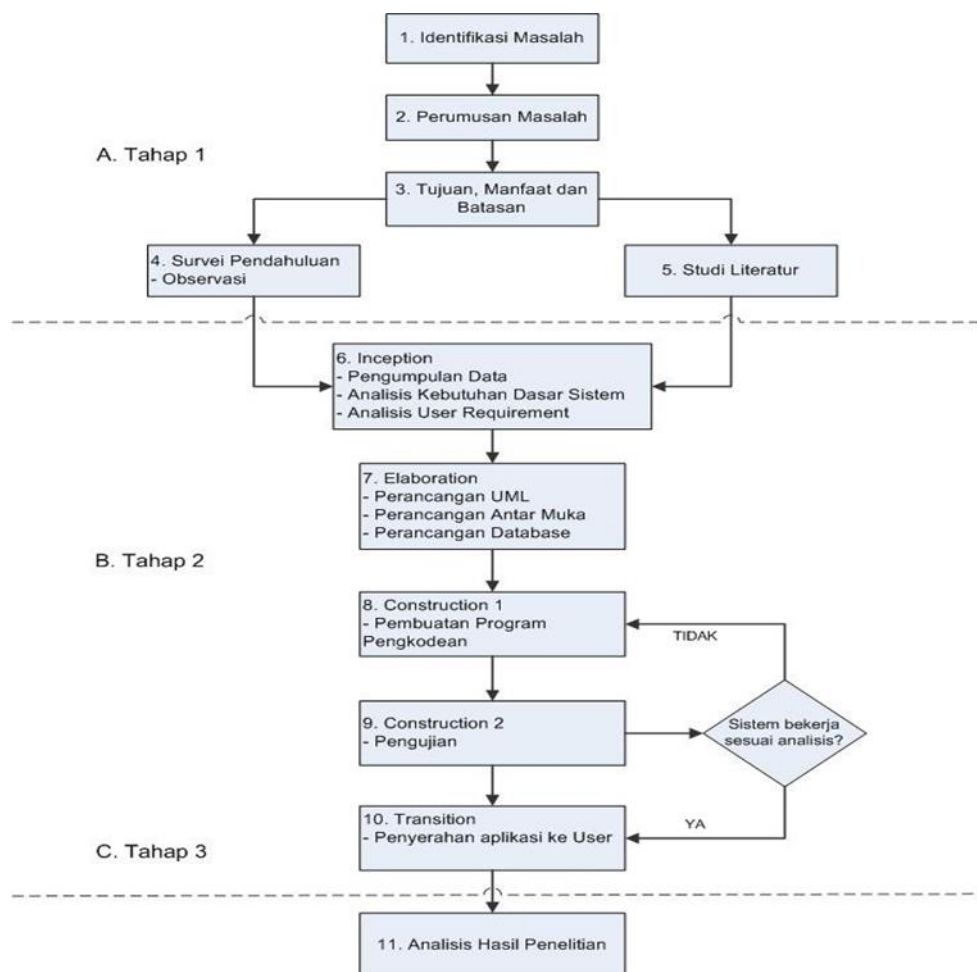 1. Identifikasi Masalah
2. Perumusan Masalah
A. Tahap 1
3. Tujuan, Manfaat dan
Batasan
4. Survei Pendahuluan
- Observasi
5. Studi Literatur
6. Inception
- Pengumpulan Data
- Analisis Kebutuhan Dasar Sistem
- Analisis User Requirement
7. Elaboration
- Perancangan UML
- Perancangan Antar Muka
- Perancangan Database
B. Tahap 2
8. Construction 1
- Pembuatan Program
Pengkodean
TIDAK
9. Construction 2
- Pengujian
Sistem bekerja
sesuai analisis?
10. Transition
- Penyerahan aplikasi ke User
YA
C. Tahap 3
11. Analisis Hasil Penelitian